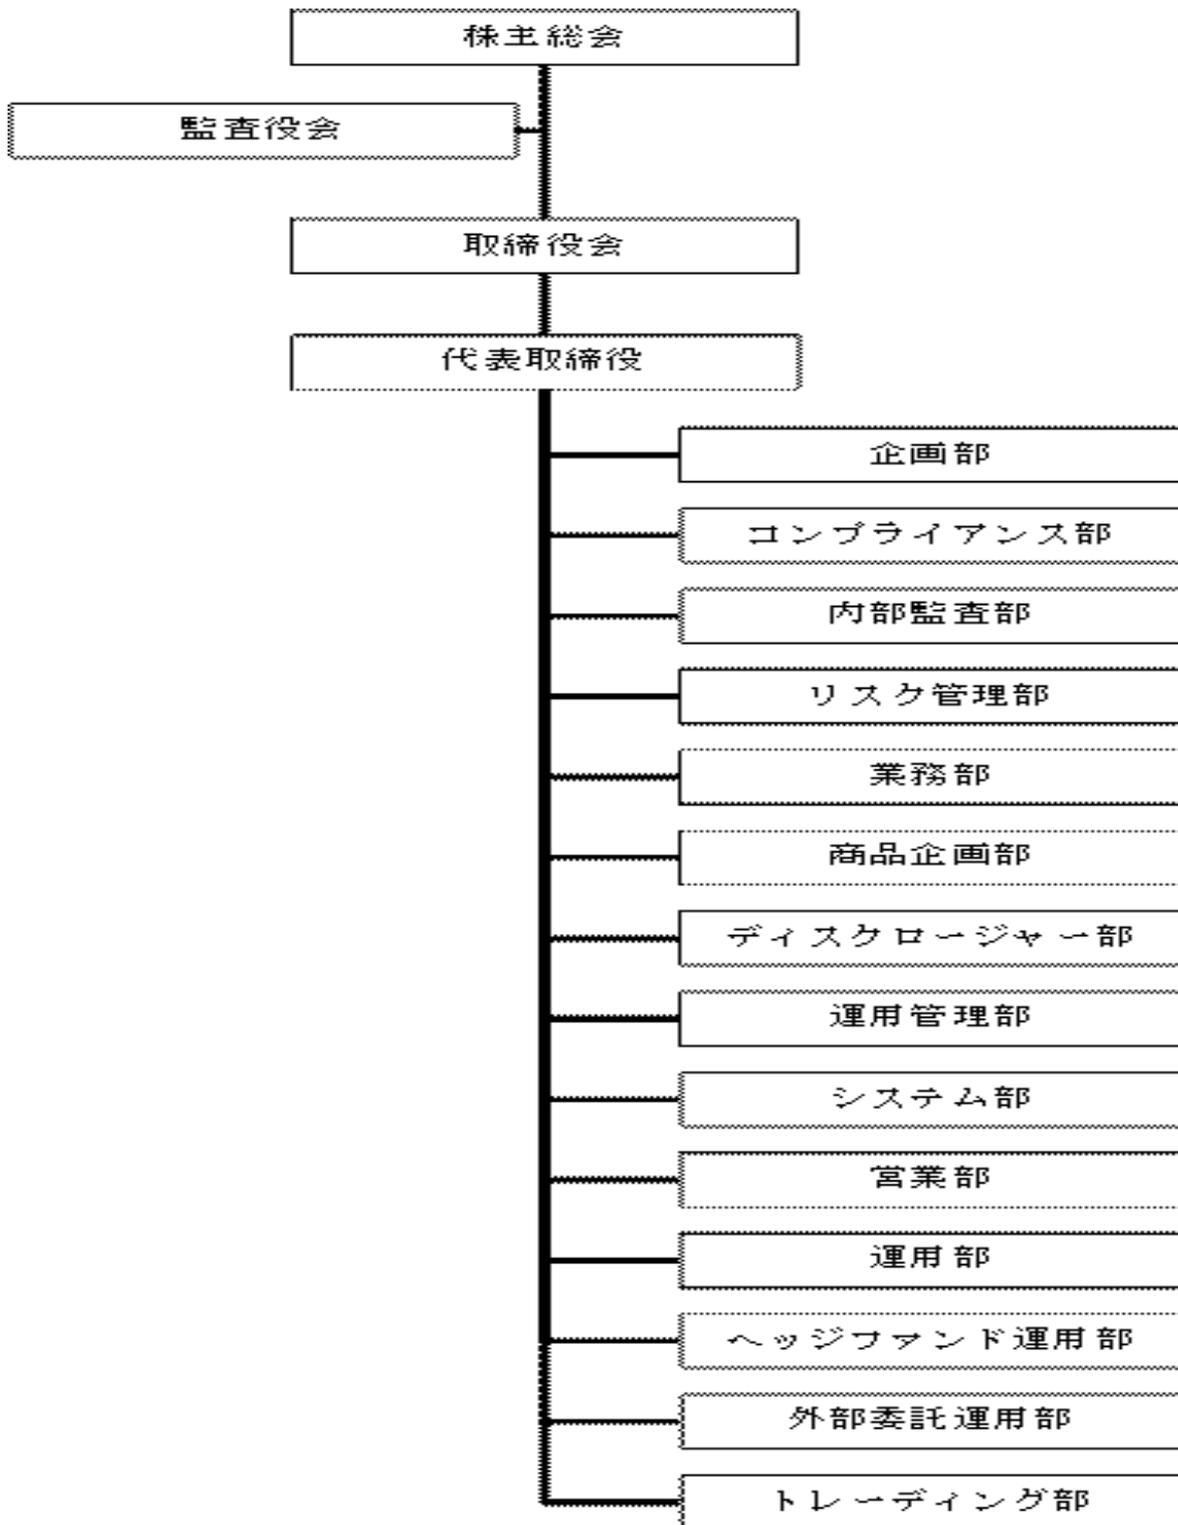 株主総会
監査役会
取締役会
代表取締役
企画部
コンプライアンス部
内部監査部
リスク管理部
業務部
商品企画部
ディスクロージャー部
運用管理部
システム部
営業部
運用部
ヘッジファンド運用部
外部委託運用部
トレーディング部